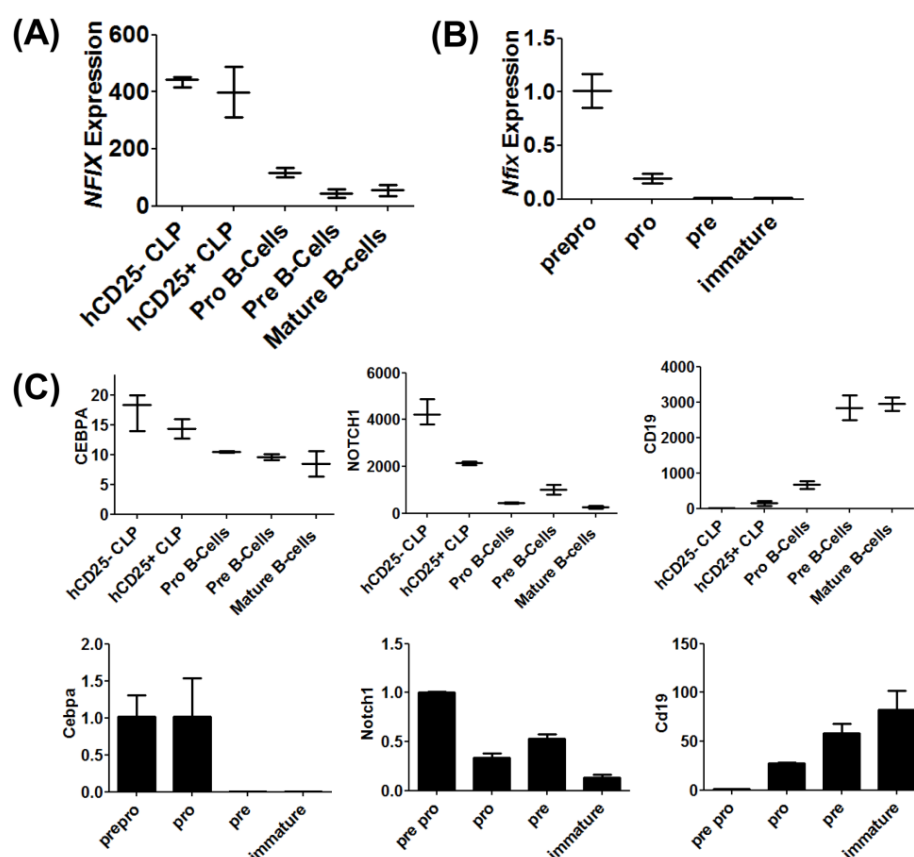 (A)
NFIX Expression
600
400
200
0
hCD25- CLP
hCD25+ CLP
Pro B-Cells
Pre B-Cells
Mature B-cells
(B)
Nfix Expression
1.5
1.0
0.5
0.0
prepro
pro
pre
immature
(C)
CEBPA
20
15
10
5
0
hCD25- CLP
hCD25+ CLP
Pro B-Cells
Pre B-Cells
Mature B-cells
NOTCH1
6000
4000
2000
0
hCD25- CLP
hCD25+ CLP
Pro B-Cells
Pre B-Cells
Mature B-cells
CD19
4000
3000
2000
1000
0
hCD25- CLP
hCD25+ CLP
Pro B-Cells
Pre B-Cells
Mature B-cells
Cebpa
2.0
1.5
1.0
0.5
0.0
prepro
pro
pre
immature
Notch1
1.5
1.0
0.5
0.0
pre pro
pro
pre
immature
Cd19
150
100
50
0
pre pro
pro
pre
immature